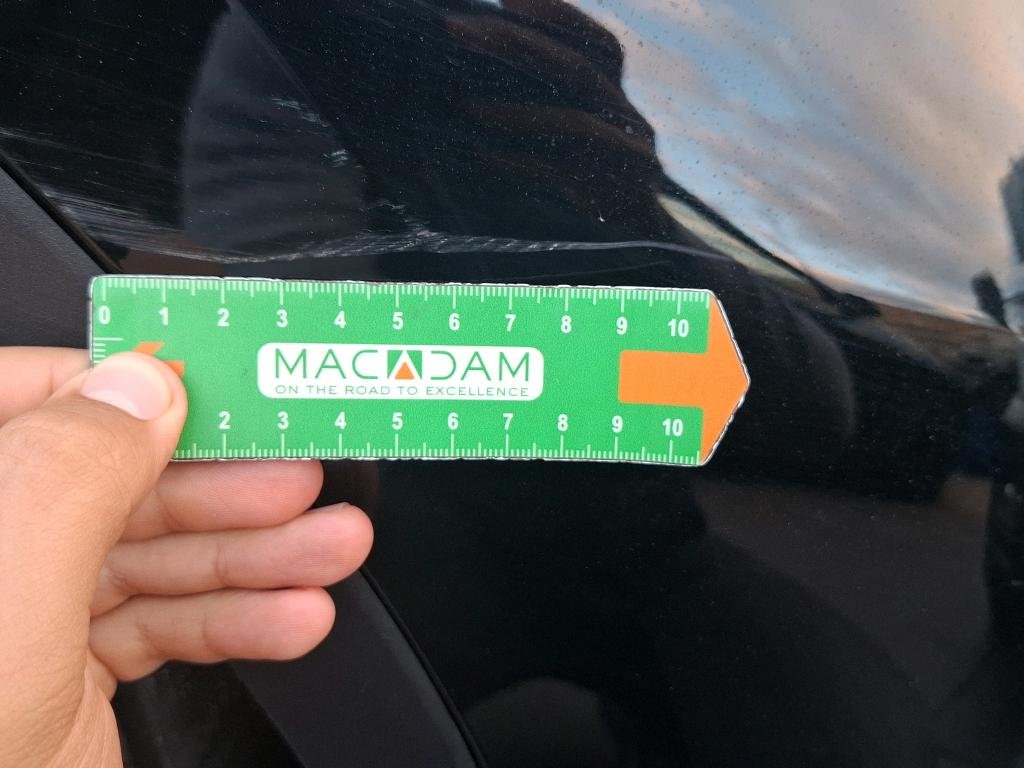 0 1 2 3 4 5 6 7 8 9 10
MACADAM
ON THE ROAD TO EXCELLENCE
2 3 4 5 6 7 8 9 10